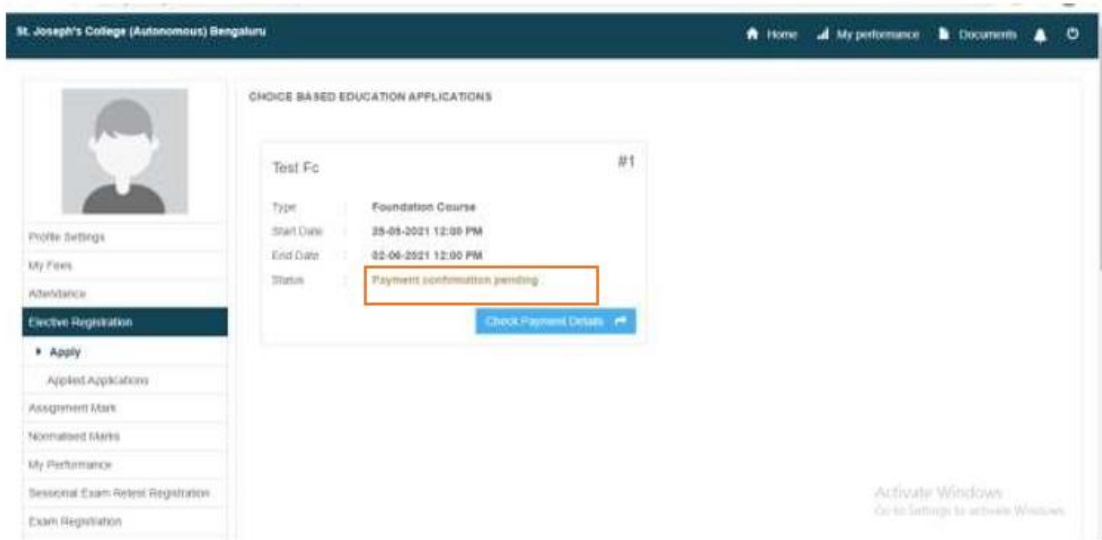 St. Joseph's College (Autonomous) Bengaluru
Home My performance Documents
CHOICE BASED EDUCATION APPLICATIONS
Test Fc #1
Type : Foundation Course
Start Date : 25-05-2021 12:00 PM
End Date : 02-06-2021 12:00 PM
Status : Payment confirmation pending
Check Payment Details
Profile Settings
My Fees
Attendance
Elective Registration
Apply
Applied Applications
Assignment Mark
Normalised Marks
My Performance
Sessional Exam Retest Registration
Exam Registration
Activate Windows
Go to Settings to activate Windows.